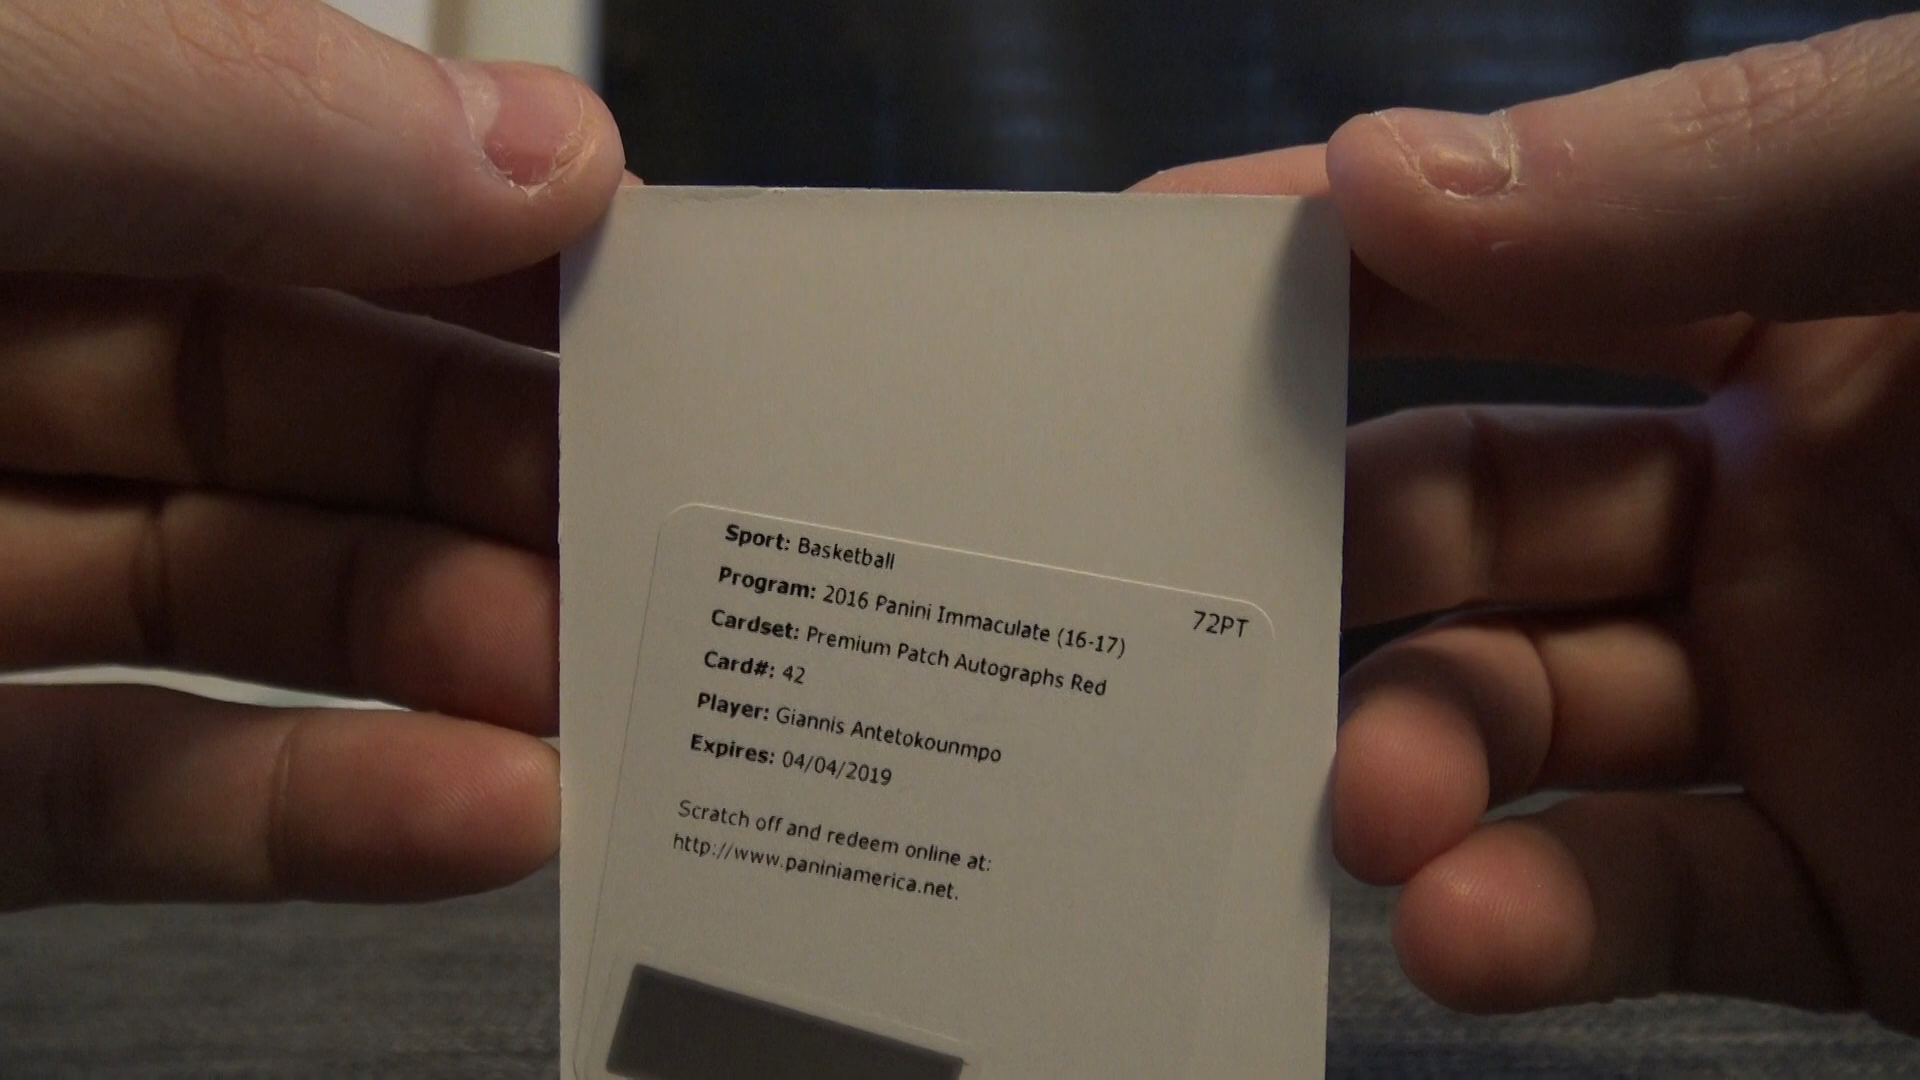 Sport: Basketball
Program: 2016 Panini Immaculate (16-17)
72PT
Cardset: Premium Patch Autographs Red
Card#: 42
Player: Giannis Antetokounmpo
Expires: 04/04/2019
Scratch off and redeem online at:
http://www.paniniamerica.net.